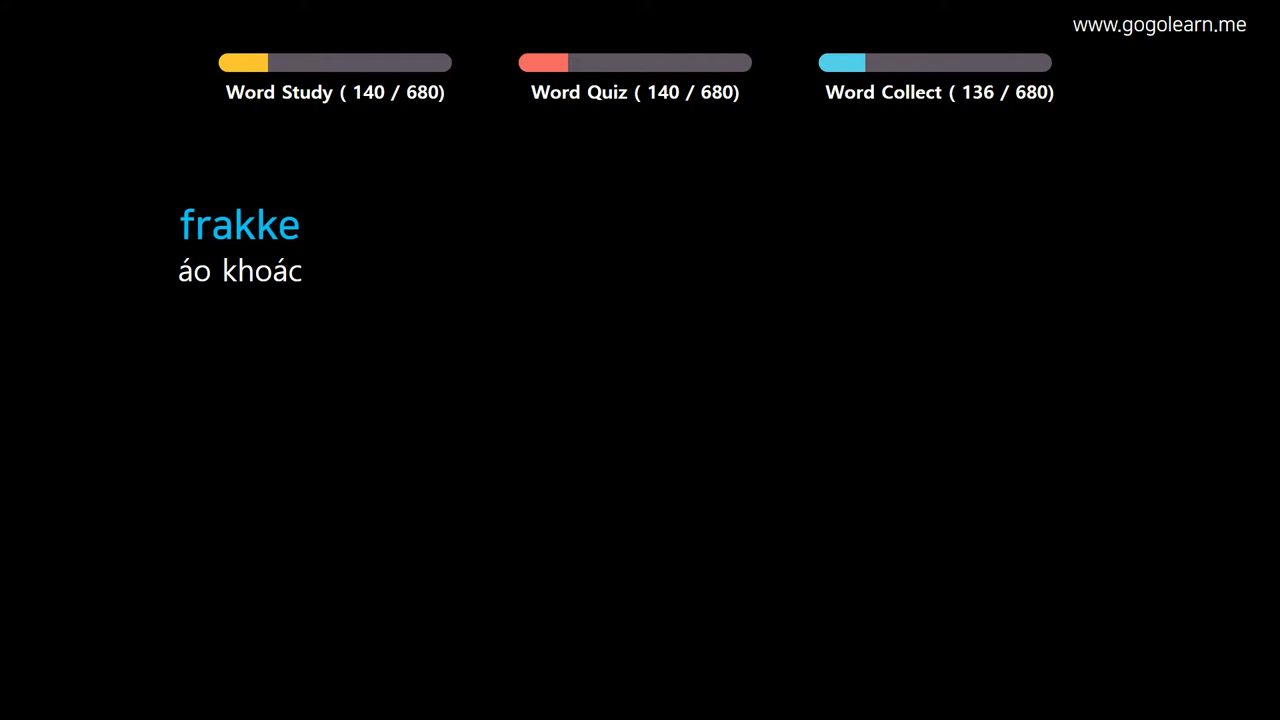 www.gogolearn.me
Word Study ( 140 / 680)
Word Quiz ( 140 / 680)
Word Collect ( 136 / 680)
frakke
áo khoác